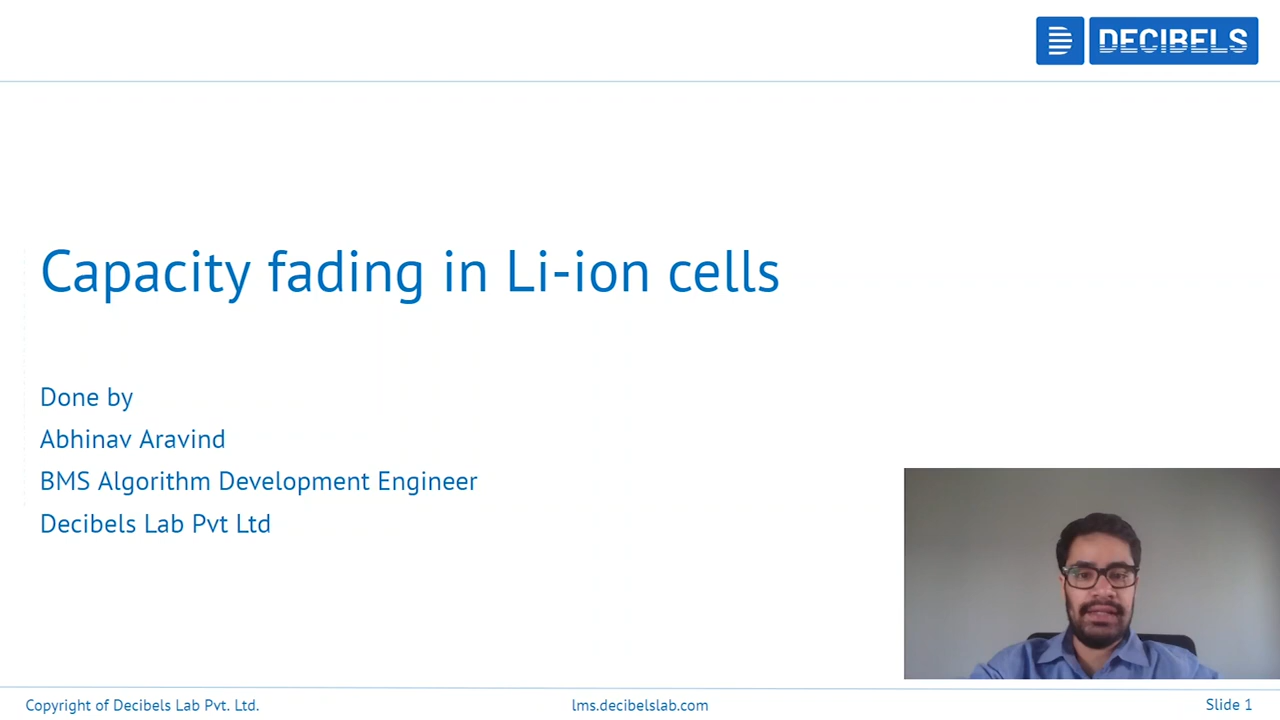 DECIBELS
Capacity fading in Li-ion cells
Done by
Abhinav Aravind
BMS Algorithm Development Engineer
Decibels Lab Pvt Ltd
Copyright of Decibels Lab Pvt. Ltd.
lms.decibelslab.com
Slide 1